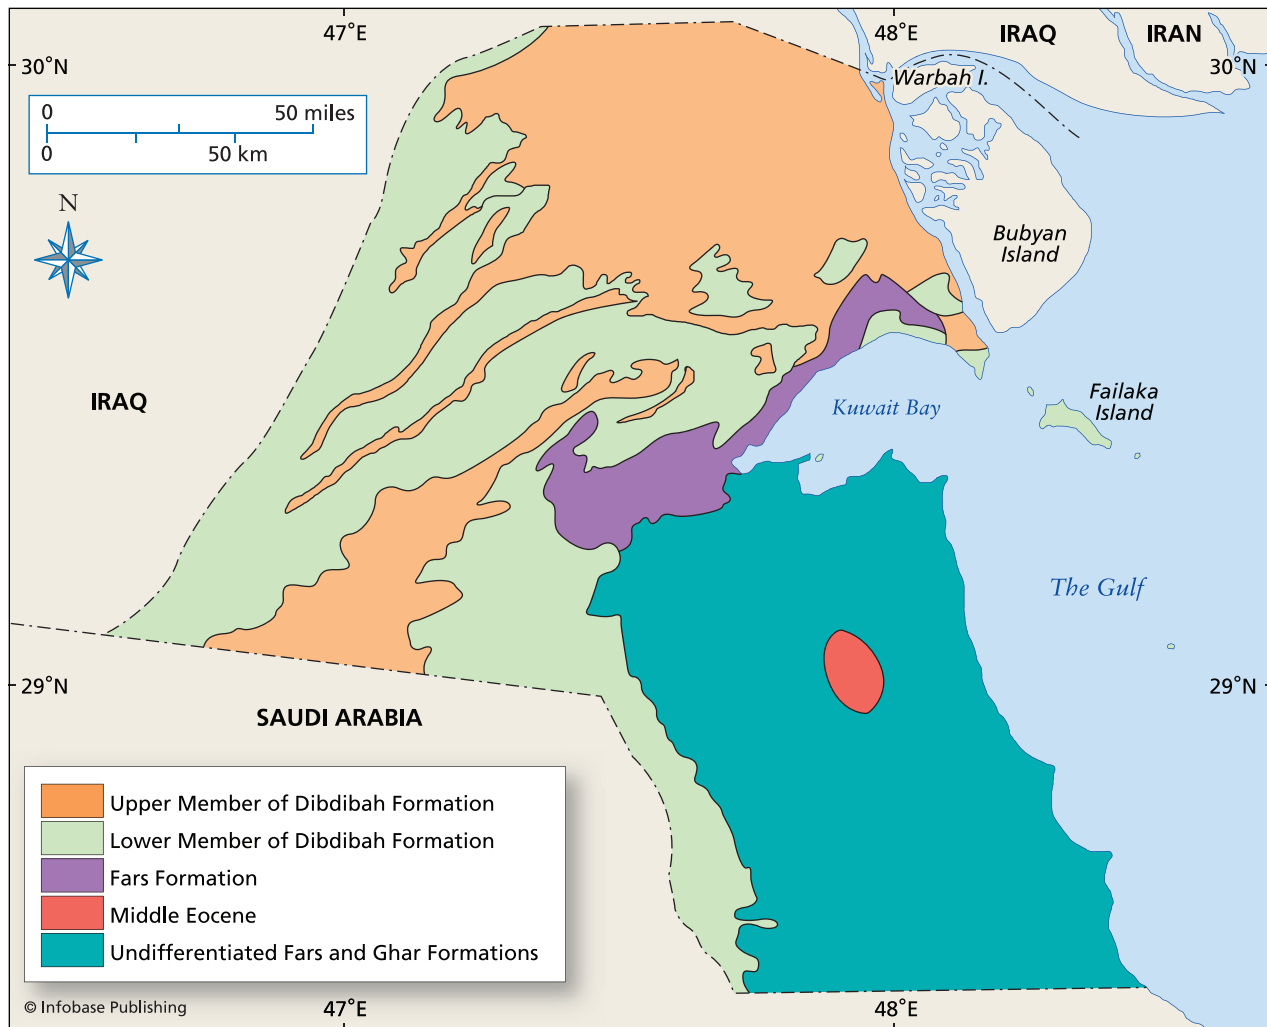 47°E
48°E
IRAQ
IRAN
30°N
30°N
Warbah I.
0
50 miles
0
50 km
N
Bubyan
Island
IRAQ
Failaka
Island
Kuwait Bay
The Gulf
29°N
29°N
SAUDI ARABIA
Upper Member of Dibdibah Formation
Lower Member of Dibdibah Formation
Fars Formation
Middle Eocene
Undifferentiated Fars and Ghar Formations
© Infobase Publishing
47°E
48°E